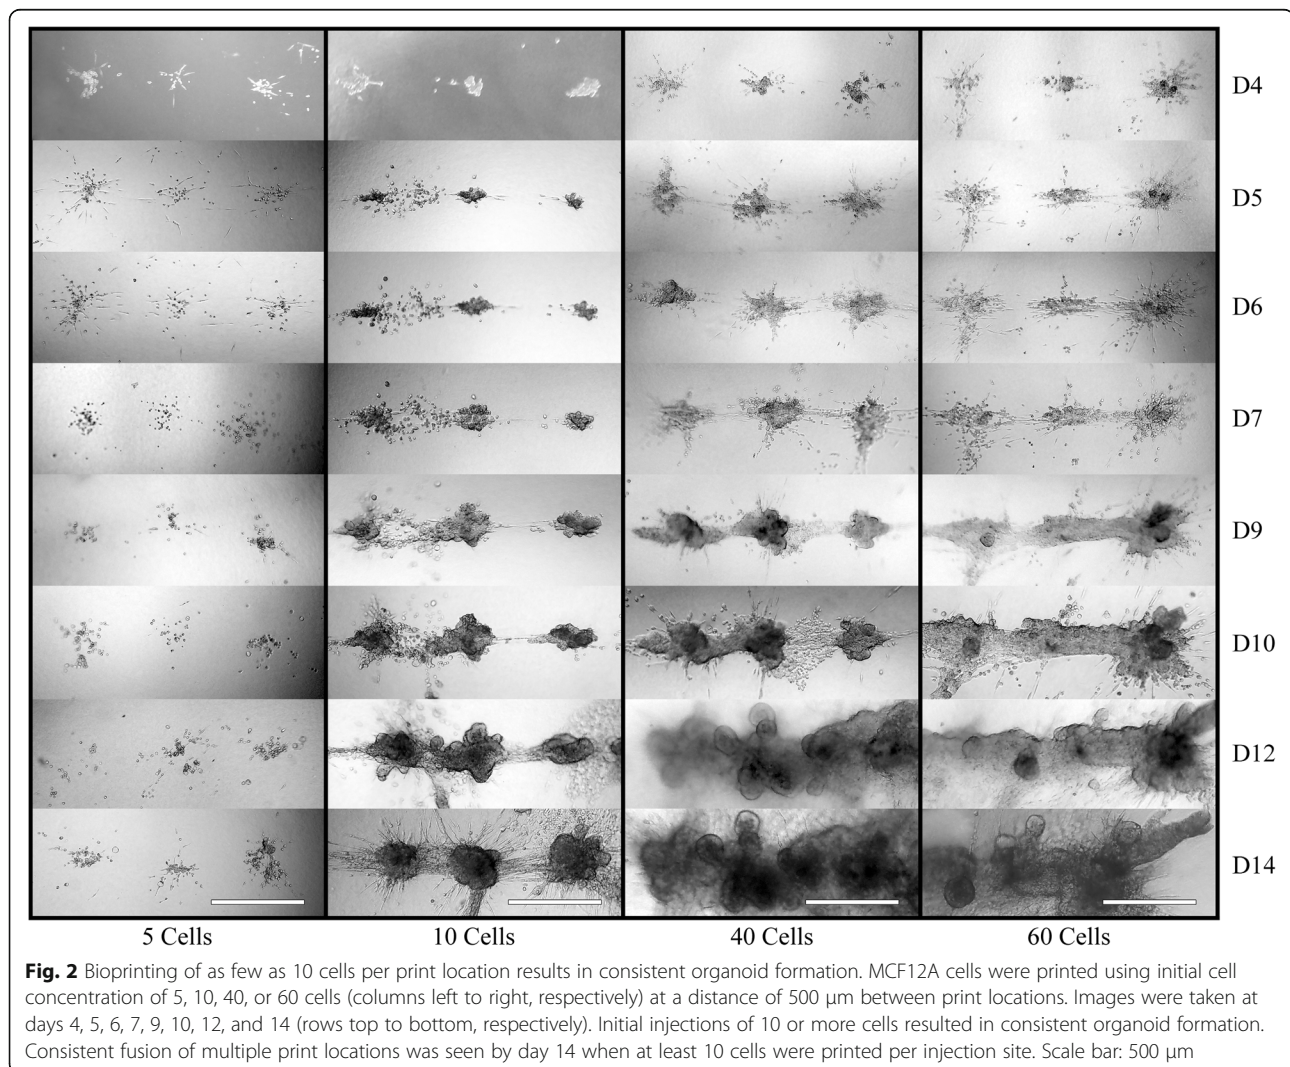 D4
D5
D6
D7
D9
D10
D12
D14
5 Cells 10 Cells 40 Cells 60 Cells
Fig. 2 Bioprinting of as few as 10 cells per print location results in consistent organoid formation. MCF12A cells were printed using initial cell
concentration of 5, 10, 40, or 60 cells (columns left to right, respectively) at a distance of 500 μm between print locations. Images were taken at
days 4, 5, 6, 7, 9, 10, 12, and 14 (rows top to bottom, respectively). Initial injections of 10 or more cells resulted in consistent organoid formation.
Consistent fusion of multiple print locations was seen by day 14 when at least 10 cells were printed per injection site. Scale bar: 500 μm